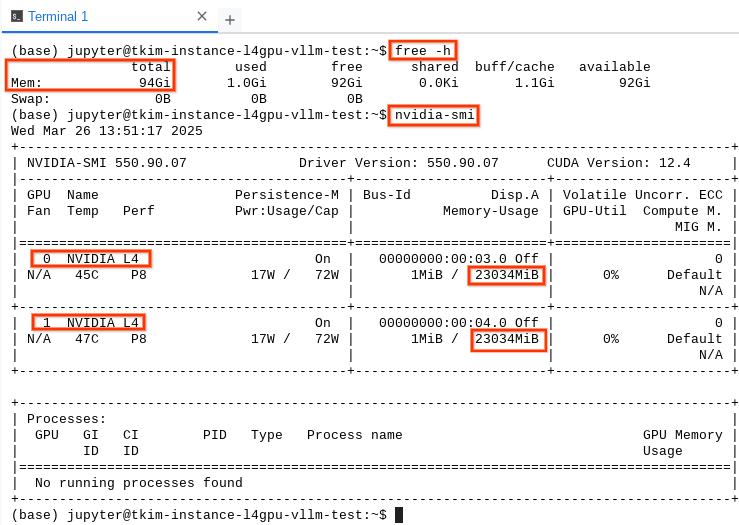 Terminal 1
(base) jupyter@tkim-instance-l4gpu-vllm-test:~$ free -h
               total        used        free      shared  buff/cache   available
Mem:            94Gi       1.0Gi        92Gi       0.0Ki       1.1Gi        92Gi
Swap:             0B          0B          0B
(base) jupyter@tkim-instance-l4gpu-vllm-test:~$ nvidia-smi
Wed Mar 26 13:51:17 2025
+-----------------------------------------------------------------------------------------+
| NVIDIA-SMI 550.90.07              Driver Version: 550.90.07      CUDA Version: 12.4     |
|-----------------------------------------+------------------------+----------------------+
| GPU  Name                 Persistence-M | Bus-Id          Disp.A | Volatile Uncorr. ECC |
| Fan  Temp   Perf          Pwr:Usage/Cap |           Memory-Usage | GPU-Util  Compute M. |
|                                         |                        |               MIG M. |
|=========================================+========================+======================|
|   0  NVIDIA L4                      On  |   00000000:00:03.0 Off |                    0 |
| N/A   45C    P8             17W /   72W |       1MiB /  23034MiB |      0%      Default |
|                                         |                        |                  N/A |
+-----------------------------------------+------------------------+----------------------+
|   1  NVIDIA L4                      On  |   00000000:00:04.0 Off |                    0 |
| N/A   47C    P8             17W /   72W |       1MiB /  23034MiB |      0%      Default |
|                                         |                        |                  N/A |
+-----------------------------------------+------------------------+----------------------+
+-----------------------------------------------------------------------------------------+
| Processes:                                                                              |
|  GPU   GI   CI        PID   Type   Process name                              GPU Memory |
|        ID   ID                                                               Usage      |
|=========================================================================================|
|  No running processes found                                                             |
+-----------------------------------------------------------------------------------------+
(base) jupyter@tkim-instance-l4gpu-vllm-test:~$